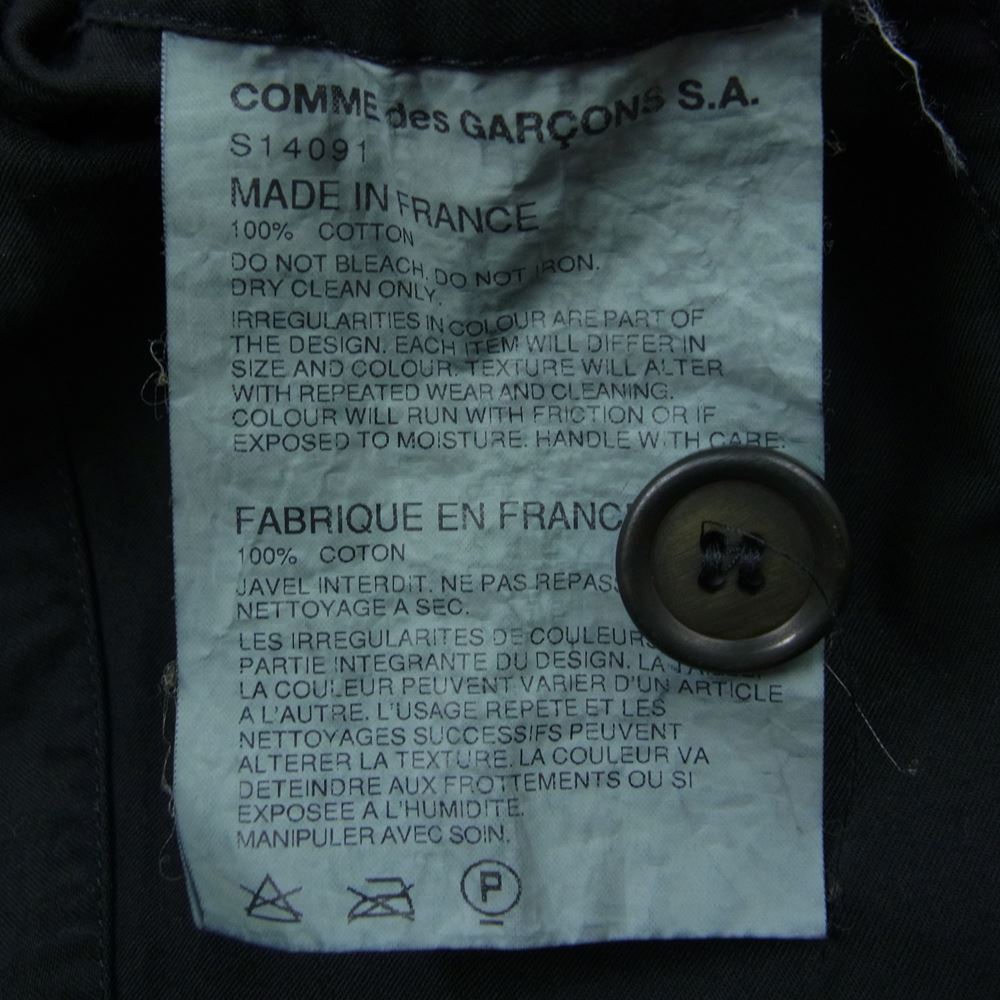 COMME des GARÇONS S.A.
S14091
MADE IN FRANCE
100% COTTON
DO NOT BLEACH. DO NOT IRON.
DRY CLEAN ONLY.
IRREGULARITIES IN COLOUR ARE PART OF
THE DESIGN. EACH ITEM WILL DIFFER IN
SIZE AND COLOUR. TEXTURE WILL ALTER
WITH REPEATED WEAR AND CLEANING.
COLOUR WILL RUN WITH FRICTION OR IF
EXPOSED TO MOISTURE. HANDLE WITH CARE.
FABRIQUE EN FRANC
100% COTON
JAVEL INTERDIT. NE PAS REPAS
NETTOYAGE A SEC.
LES IRREGULARITES DE COULEURS
PARTIE INTEGRANTE DU DESIGN. LA
LA COULEUR PEUVENT VARIER D'UN ARTICLE
A L'AUTRE. L'USAGE REPETE ET LES
NETTOYAGES SUCCESSIFS PEUVENT
ALTERER LA TEXTURE. LA COULEUR VA
DETEINDRE AUX FROTTEMENTS OU SI
EXPOSEE A L'HUMIDITE.
MANIPULER AVEC SOIN.
P